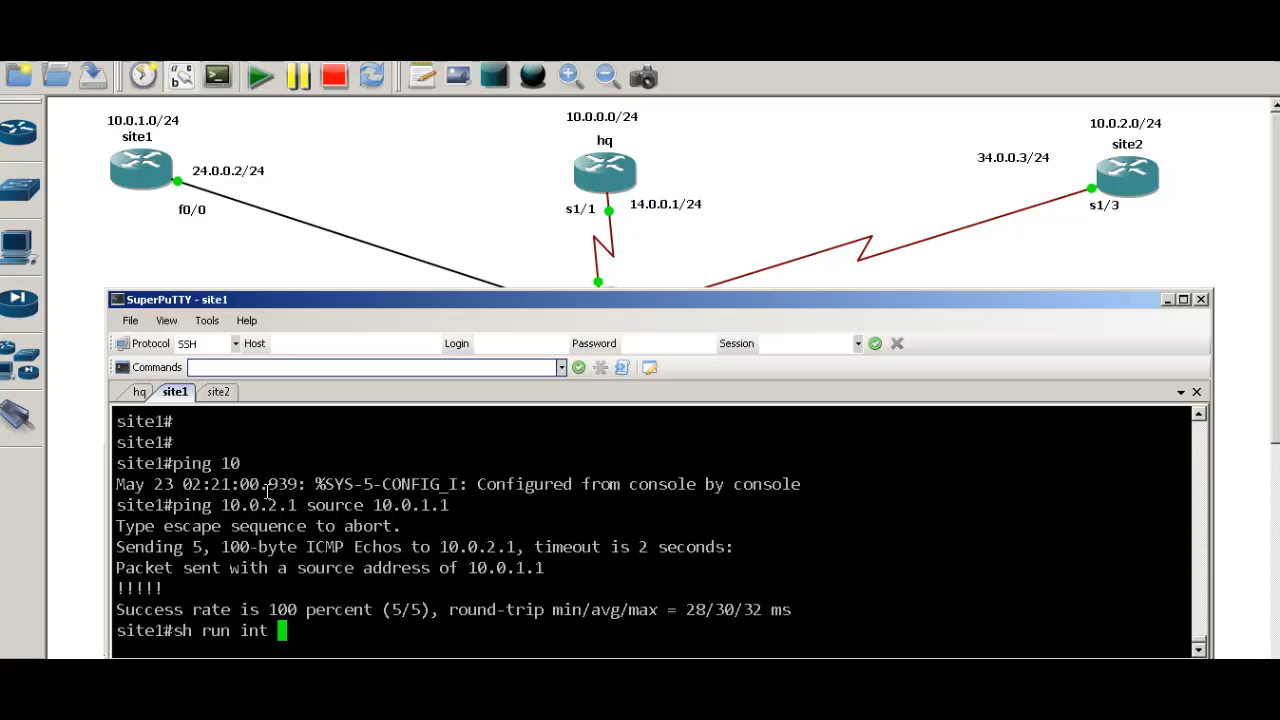 10.0.1.0/24
site1
10.0.0.0/24
hq
10.0.2.0/24
site2
34.0.0.3/24
24.0.0.2/24
f0/0
s1/1
14.0.0.1/24
s1/3
SuperPuTTY - site1
File View Tools Help
Protocol SSH Host Login Password Session
Commands
hq site1 site2
site1#
site1#
site1#ping 10
May 23 02:21:00.939: %SYS-5-CONFIG_I: Configured from console by console
site1#ping 10.0.2.1 source 10.0.1.1
Type escape sequence to abort.
Sending 5, 100-byte ICMP Echos to 10.0.2.1, timeout is 2 seconds:
Packet sent with a source address of 10.0.1.1
!!!!!
Success rate is 100 percent (5/5), round-trip min/avg/max = 28/30/32 ms
site1#sh run int